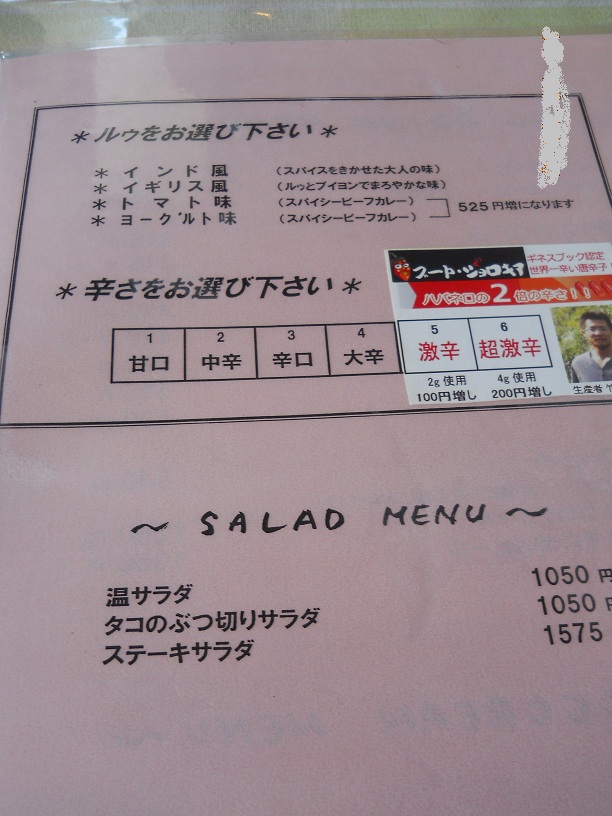 ＊ルゥをお選び下さい＊
＊インド風 (スパイスをきかせた大人の味)
＊イギリス風 (ルゥとブイヨンでまろやかな味)
＊トマト味 (スパイシービーフカレー)
＊ヨーグルト味 (スパイシービーフカレー)
525円増になります
＊辛さをお選び下さい＊
ブート・ジョロキア
ギネスブック認定
世界一辛い唐辛子
ハバネロの2倍の辛さ!!
1 2 3 4 5 6
甘口 中辛 辛口 大辛 激辛 超激辛
2g使用 4g使用
100円増し 200円増し
生産者
～ SALAD MENU ～
温サラダ 1050円
タコのぶつ切りサラダ 1050円
ステーキサラダ 1575